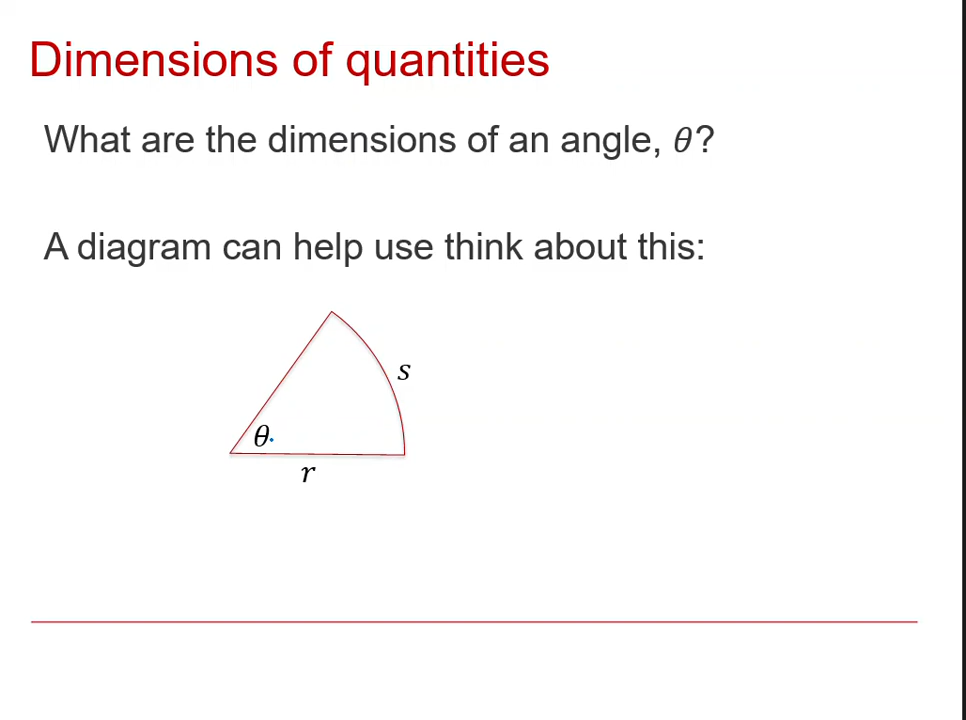 Dimensions of quantities
What are the dimensions of an angle, θ?
A diagram can help use think about this:
s
θ
r